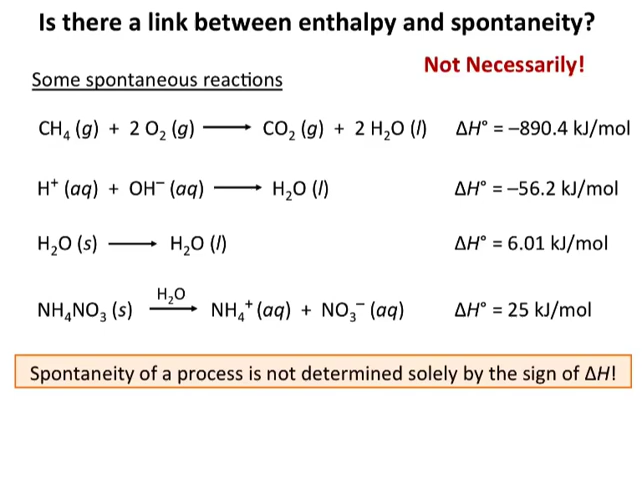 Is there a link between enthalpy and spontaneity?
Not Necessarily!
Some spontaneous reactions
CH₄ (g) + 2 O₂ (g) ⟶ CO₂ (g) + 2 H₂O (l) ΔH° = –890.4 kJ/mol
H⁺ (aq) + OH⁻ (aq) ⟶ H₂O (l) ΔH° = –56.2 kJ/mol
H₂O (s) ⟶ H₂O (l) ΔH° = 6.01 kJ/mol
H₂O
NH₄NO₃ (s) ⟶ NH₄⁺ (aq) + NO₃⁻ (aq) ΔH° = 25 kJ/mol
Spontaneity of a process is not determined solely by the sign of ΔH!